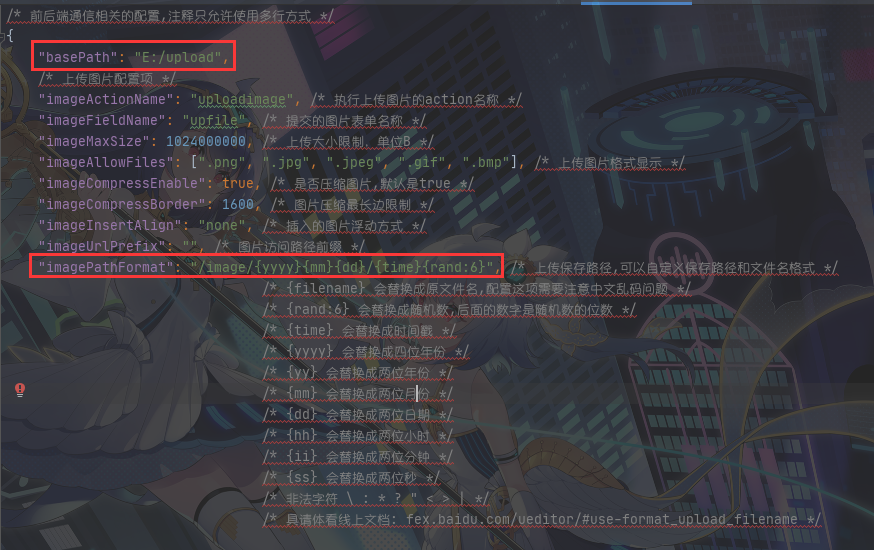 /* 前后端通信相关的配置,注释只允许使用多行方式 */
{
"basePath": "E:/upload",
/* 上传图片配置项 */
"imageActionName": "uploadimage", /* 执行上传图片的action名称 */
"imageFieldName": "upfile", /* 提交的图片表单名称 */
"imageMaxSize": 1024000000, /* 上传大小限制，单位B */
"imageAllowFiles": [".png", ".jpg", ".jpeg", ".gif", ".bmp"], /* 上传图片格式显示 */
"imageCompressEnable": true, /* 是否压缩图片,默认是true */
"imageCompressBorder": 1600, /* 图片压缩最长边限制 */
"imageInsertAlign": "none", /* 插入的图片浮动方式 */
"imageUrlPrefix": "", /* 图片访问路径前缀 */
"imagePathFormat": "/image/{yyyy}{mm}{dd}/{time}{rand:6}", /* 上传保存路径,可以自定义保存路径和文件名格式 */
/* {filename} 会替换成原文件名,配置这项需要注意中文乱码问题 */
/* {rand:6} 会替换成随机数,后面的数字是随机数的位数 */
/* {time} 会替换成时间戳 */
/* {yyyy} 会替换成四位年份 */
/* {yy} 会替换成两位年份 */
/* {mm} 会替换成两位月份 */
/* {dd} 会替换成两位日期 */
/* {hh} 会替换成两位小时 */
/* {ii} 会替换成两位分钟 */
/* {ss} 会替换成两位秒 */
/* 非法字符 \ : * ? " < > | */
/* 具请体看线上文档: fex.baidu.com/ueditor/#use-format_upload_filename */